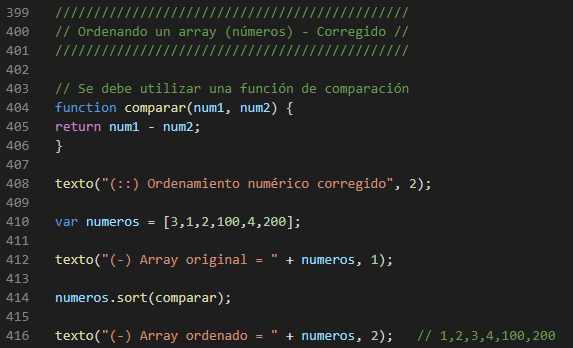 399 /////////////////////////////////////////////
400 // Ordenando un array (números) - Corregido //
401 /////////////////////////////////////////////
402
403 // Se debe utilizar una función de comparación
404 function comparar(num1, num2) {
405 return num1 - num2;
406 }
407
408 texto("(::) Ordenamiento numérico corregido", 2);
409
410 var numeros = [3,1,2,100,4,200];
411
412 texto("(-) Array original = " + numeros, 1);
413
414 numeros.sort(comparar);
415
416 texto("(-) Array ordenado = " + numeros, 2);   // 1,2,3,4,100,200